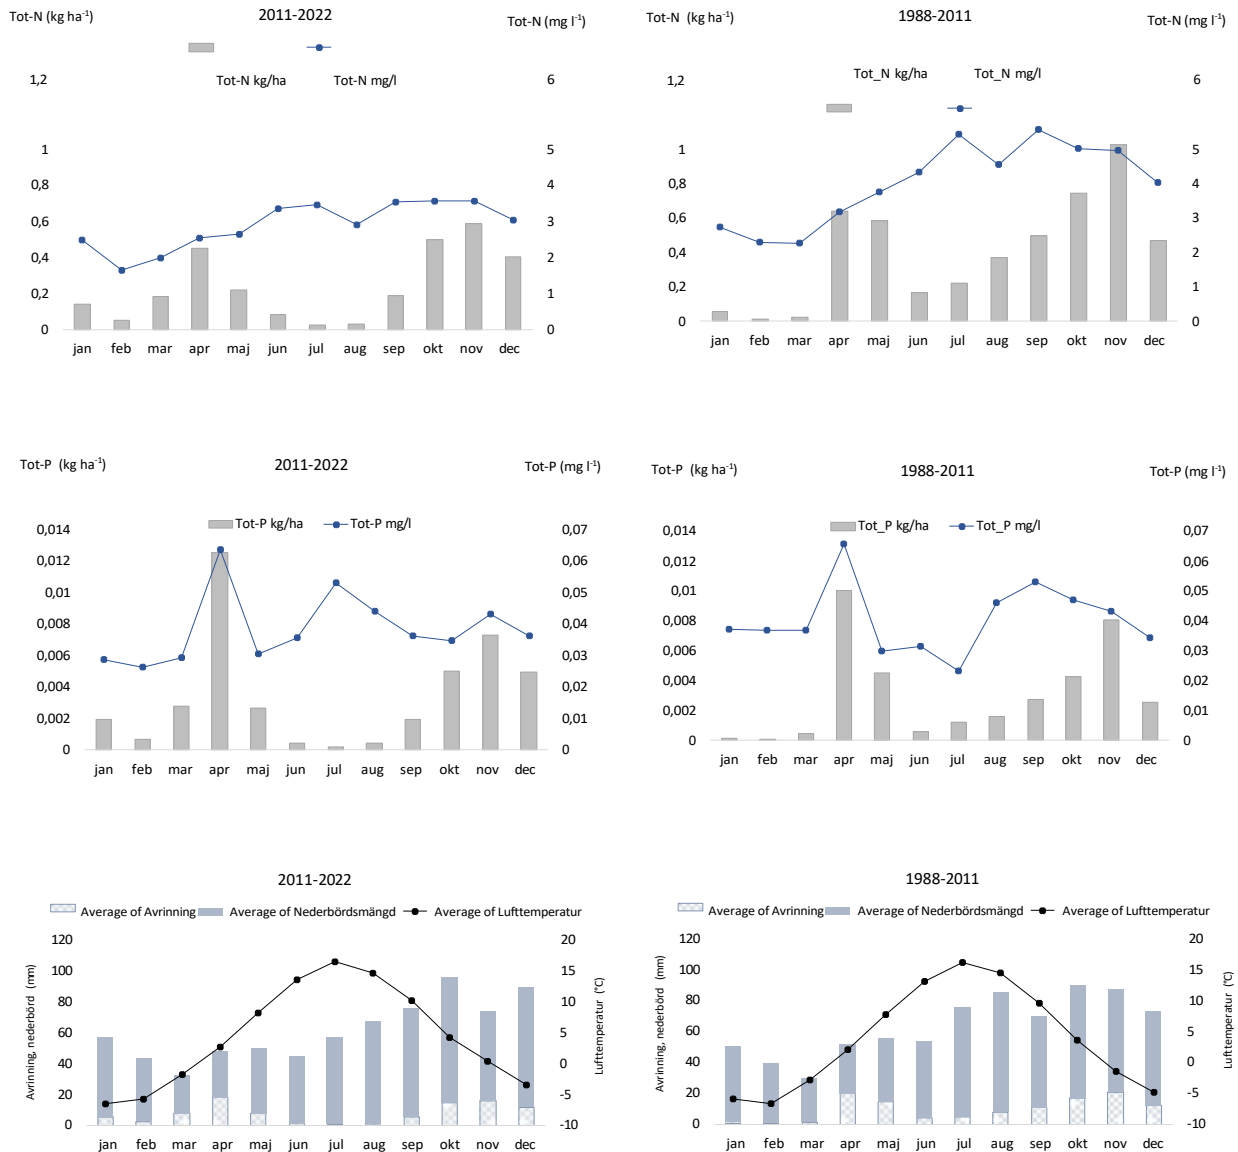 Tot-N (kg ha-1) 2011-2022 Tot-N (mg l-1)
Tot-N kg/ha Tot-N mg/l
1,2 6
1 5
0,8 4
0,6 3
0,4 2
0,2 1
0 0
jan feb mar apr maj jun jul aug sep okt nov dec
Tot-N (kg ha-1) 1988-2011 Tot-N (mg l-1)
Tot_N kg/ha Tot_N mg/l
1,2 6
1 5
0,8 4
0,6 3
0,4 2
0,2 1
0 0
jan feb mar apr maj jun jul aug sep okt nov dec
Tot-P (kg ha-1) 2011-2022 Tot-P (mg l-1)
Tot-P kg/ha Tot-P mg/l
0,014 0,07
0,012 0,06
0,01 0,05
0,008 0,04
0,006 0,03
0,004 0,02
0,002 0,01
0 0
jan feb mar apr maj jun jul aug sep okt nov dec
Tot-P (kg ha-1) 1988-2011 Tot-P (mg l-1)
Tot_P kg/ha Tot_P mg/l
0,014 0,07
0,012 0,06
0,01 0,05
0,008 0,04
0,006 0,03
0,004 0,02
0,002 0,01
0 0
jan feb mar apr maj jun jul aug sep okt nov dec
2011-2022
Average of Avrinning Average of Nederbördsmängd Average of Lufttemperatur
Avrinning, nederbörd (mm)
120 20
100 15
80 10
60 5
40 0
20 -5
0 -10
Lufttemperatur (°C)
jan feb mar apr maj jun jul aug sep okt nov dec
1988-2011
Average of Avrinning Average of Nederbördsmängd Average of Lufttemperatur
Avrinning, nederbörd (mm)
120 20
100 15
80 10
60 5
40 0
20 -5
0 -10
Lufttemperatur (°C)
jan feb mar apr maj jun jul aug sep okt nov dec